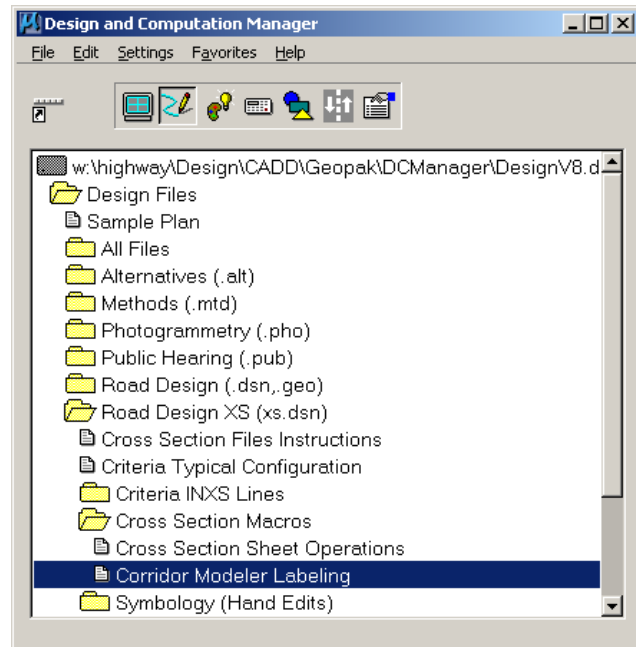 Design and Computation Manager
File Edit Settings Favorites Help
w:\highway\Design\CADD\Geopak\DCManager\DesignV8.d
Design Files
Sample Plan
All Files
Alternatives (.alt)
Methods (.mtd)
Photogrammetry (.pho)
Public Hearing (.pub)
Road Design (.dsn,.geo)
Road Design XS (xs.dsn)
Cross Section Files Instructions
Criteria Typical Configuration
Criteria INXS Lines
Cross Section Macros
Cross Section Sheet Operations
Corridor Modeler Labeling
Symbology (Hand Edits)